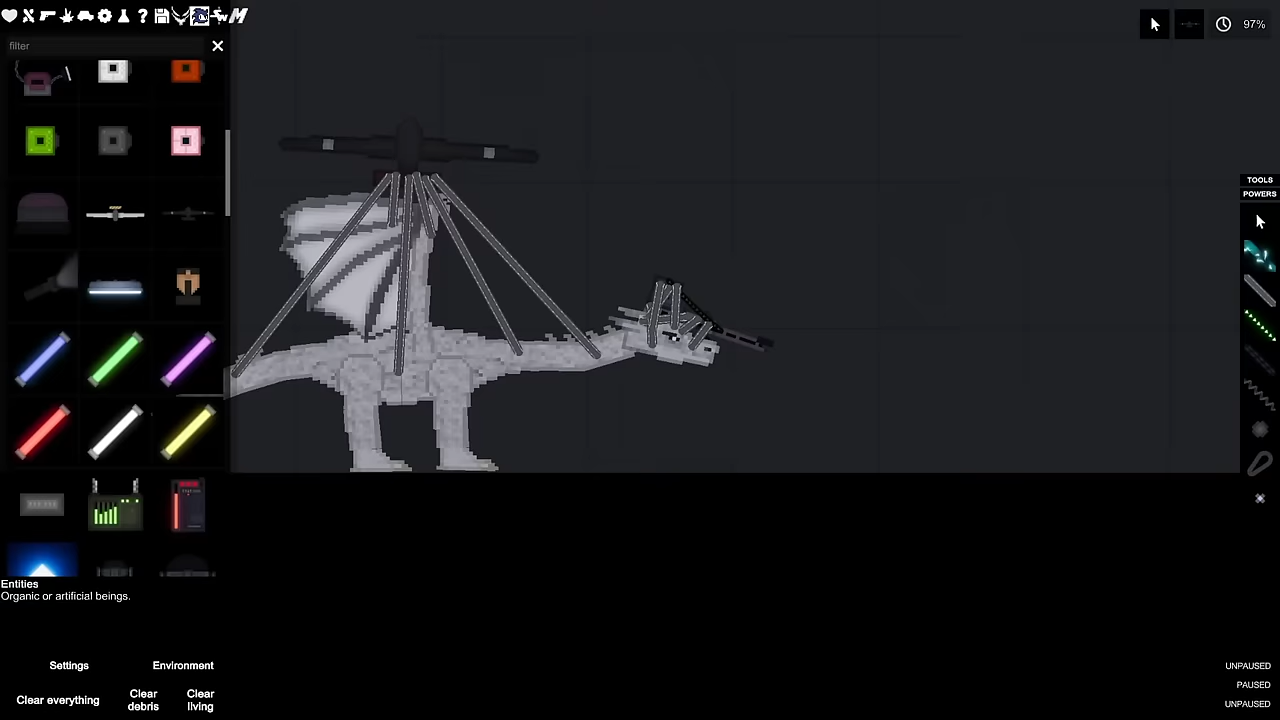 filter
97%
TOOLS
POWERS
Entities
Organic or artificial beings.
Settings
Environment
Clear everything
Clear debris
Clear living
UNPAUSED
PAUSED
UNPAUSED